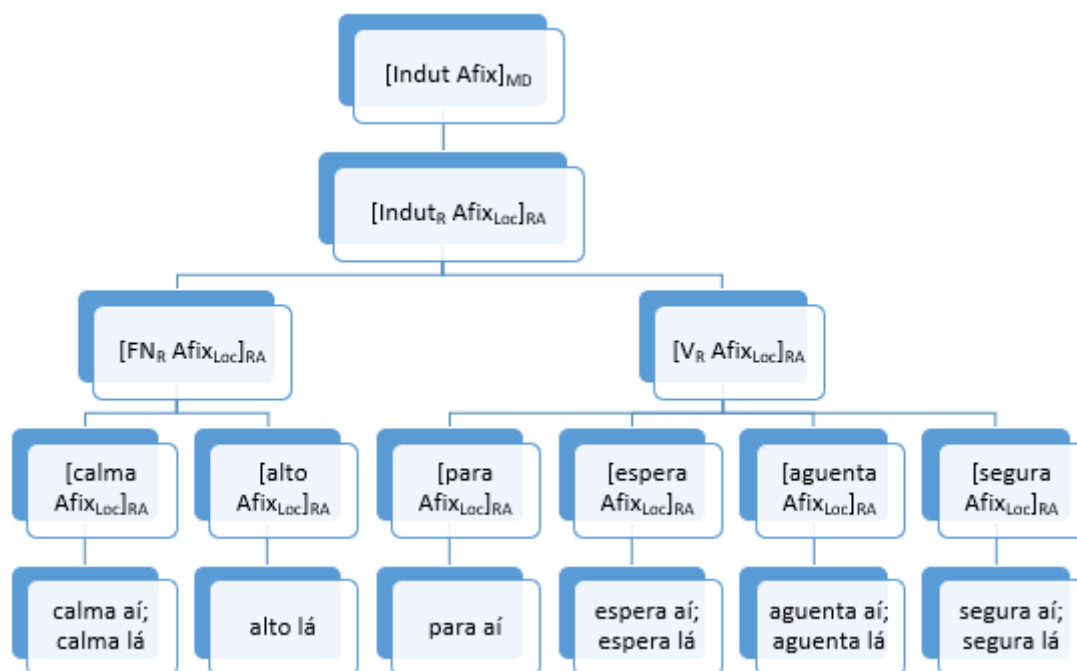 [Indut Afix]MD
[IndutR AfixLoc]RA
[FNR AfixLoc]RA
[VR AfixLoc]RA
[calma
AfixLoc]RA
[alto
AfixLoc]RA
[para
AfixLoc]RA
[espera
AfixLoc]RA
[aguenta
AfixLoc]RA
[segura
AfixLoc]RA
calma aí;
calma lá
alto lá
para aí
espera aí;
espera lá
aguenta aí;
aguenta lá
segura aí;
segura lá